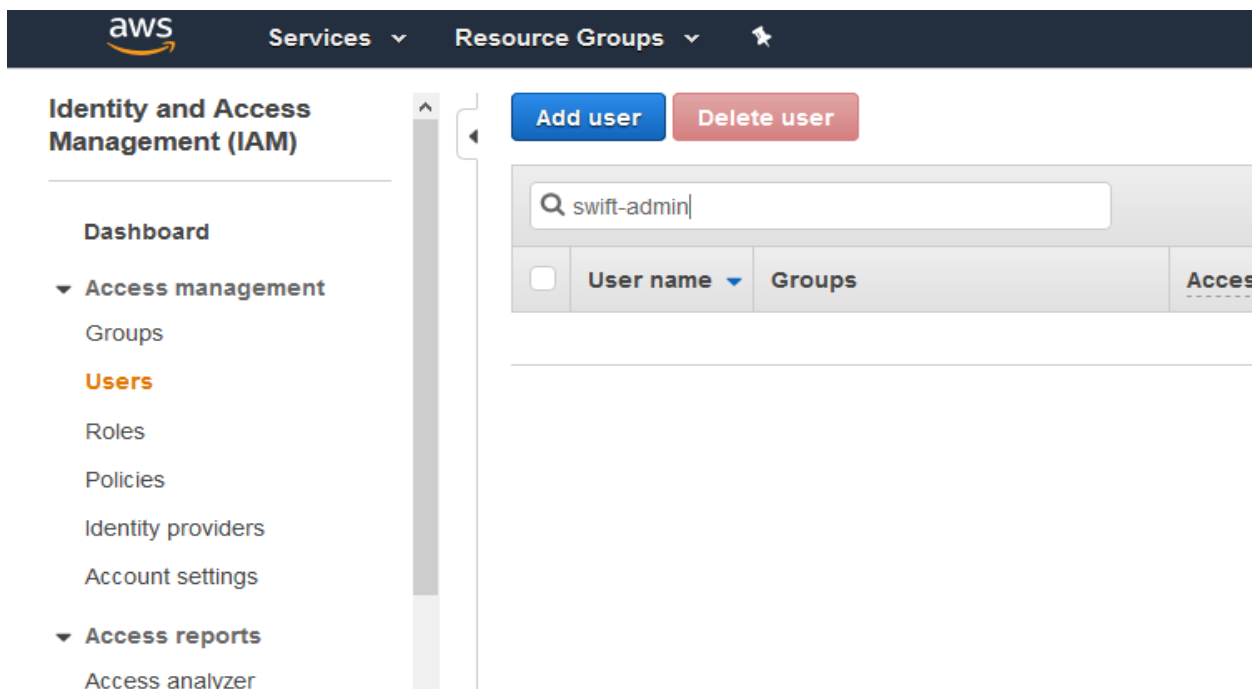 aws
Services
Resource Groups
Identity and Access
Management (IAM)
Dashboard
Access management
Groups
Users
Roles
Policies
Identity providers
Account settings
Access reports
Access analyzer
Add user
Delete user
swift-admin
User name
Groups
Acces